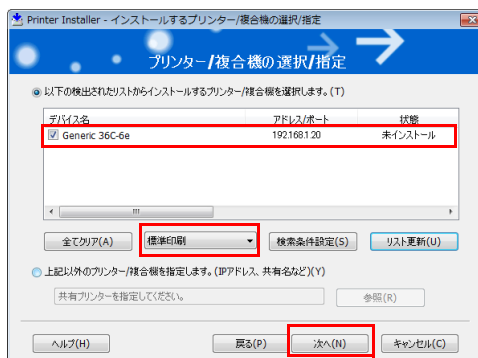 Printer Installer - インストールするプリンター/複合機の選択/指定
プリンター/複合機の選択/指定
以下の検出されたリストからインストールするプリンター/複合機を選択します。(T)
デバイス名 アドレス/ポート 状態
Generic 36C-6e 192.168.1.20 未インストール
全てクリア(A) 標準印刷 検索条件設定(S) リスト更新(U)
上記以外のプリンター/複合機を指定します。(IPアドレス、共有名など)(Y)
共有プリンターを指定してください。 参照(R)
ヘルプ(H) 戻る(P) 次へ(N) キャンセル(C)